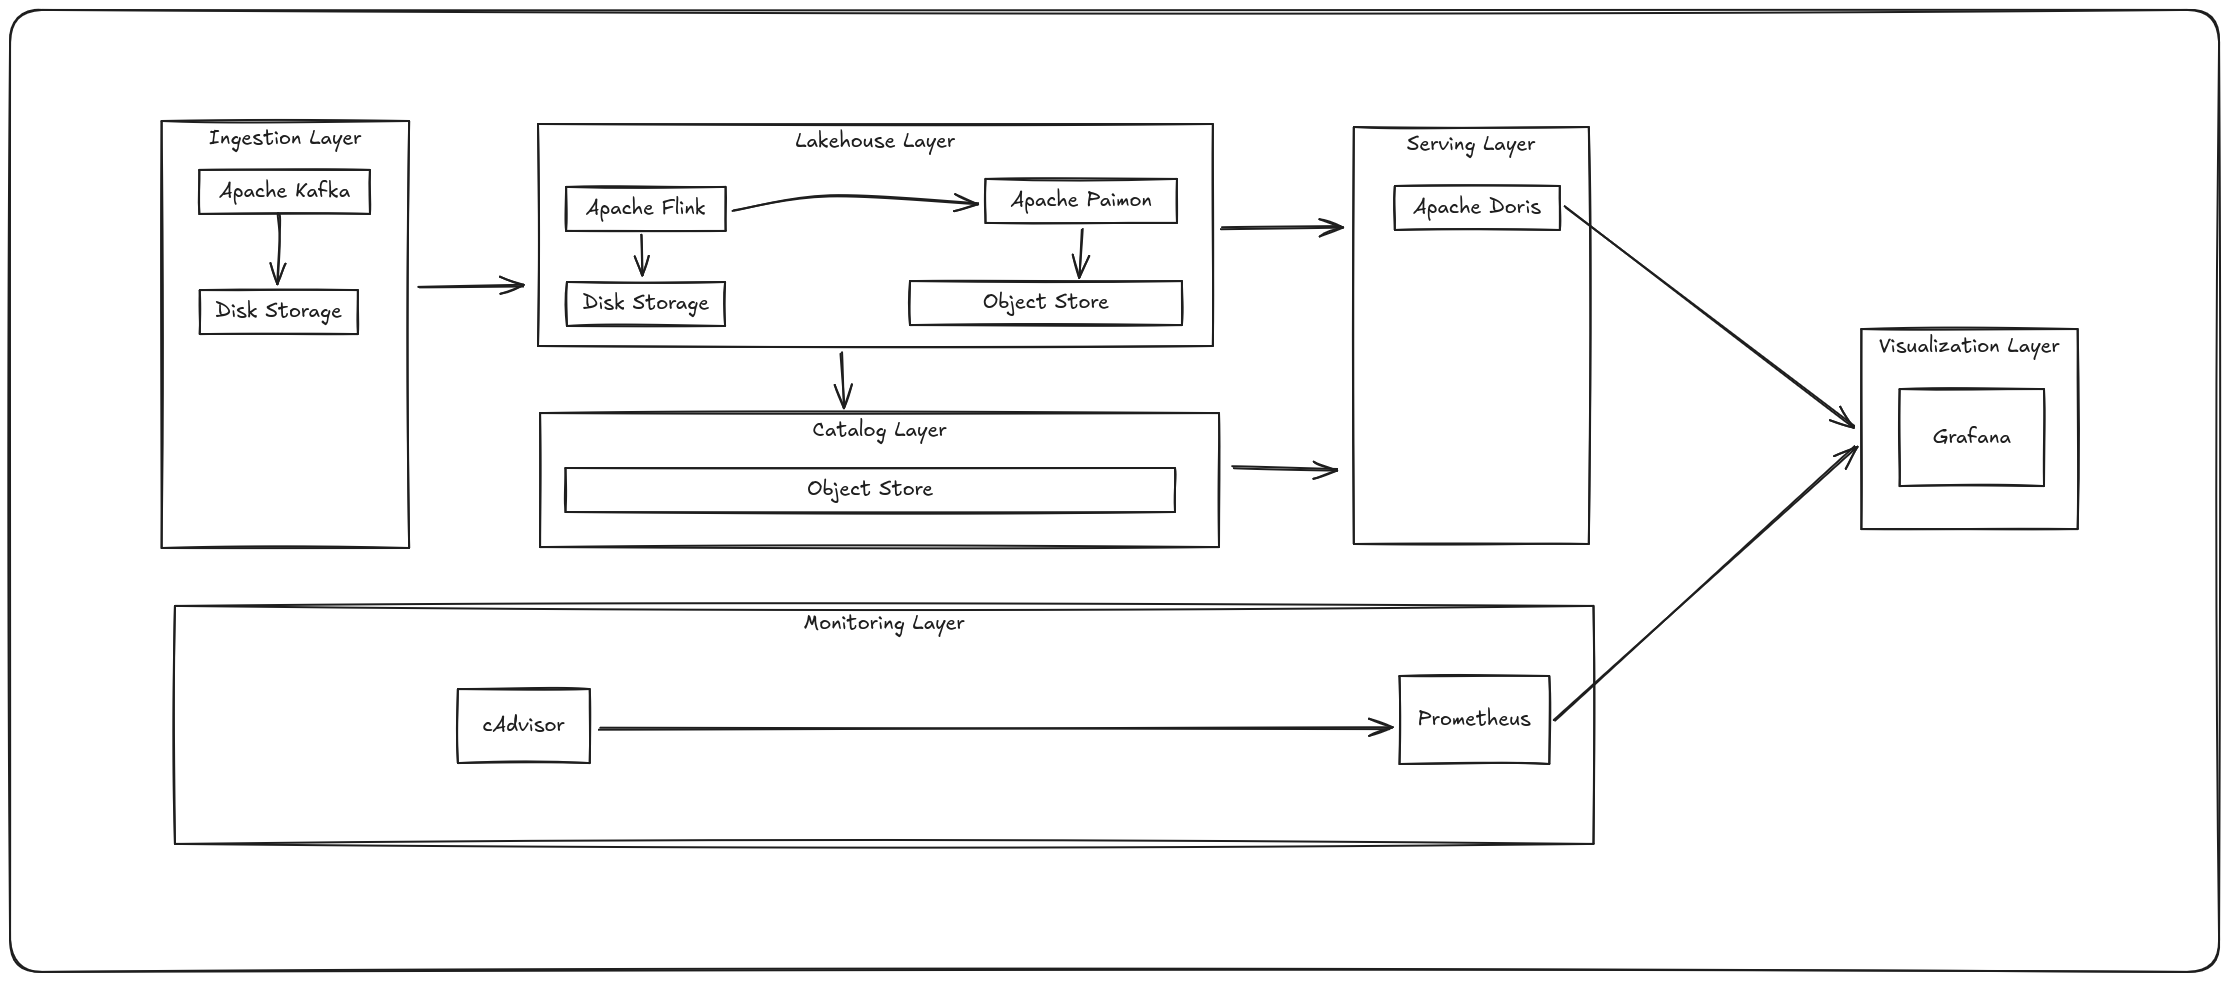 Ingestion Layer
Apache Kafka
Disk Storage
Lakehouse Layer
Apache Flink
Apache Paimon
Disk Storage
Object Store
Catalog Layer
Object Store
Serving Layer
Apache Doris
Visualization Layer
Grafana
Monitoring Layer
cAdvisor
Prometheus